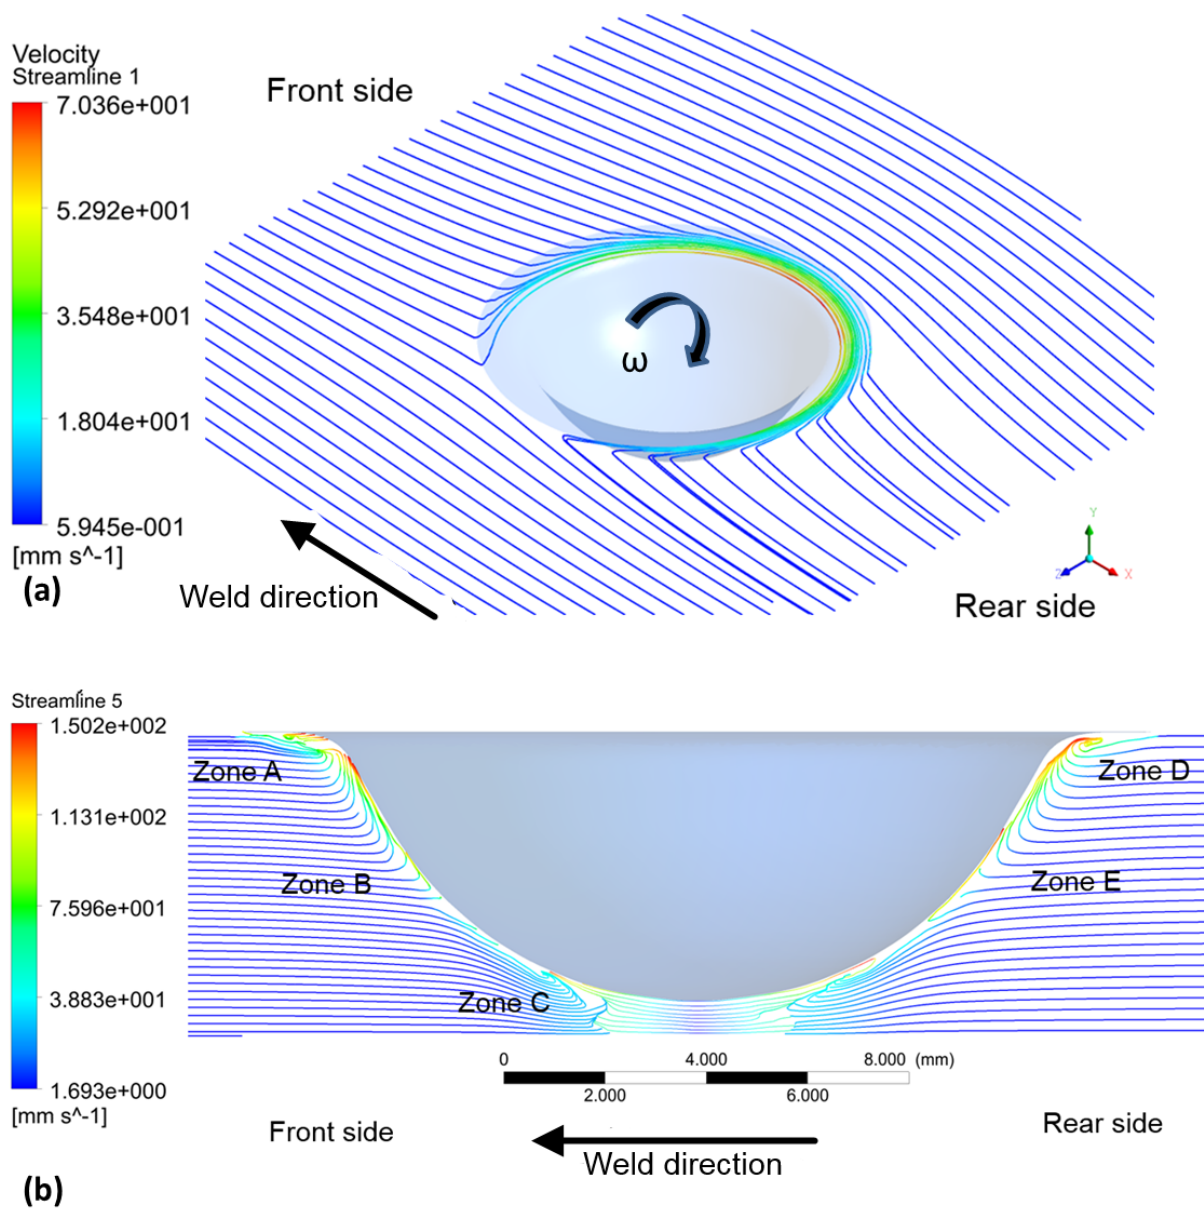 Velocity
Streamline 1
7.036e+001
5.292e+001
3.548e+001
1.804e+001
5.945e-001
[mm s^-1]
(a)
Front side
ω
Weld direction
Rear side
Y
Z
X
Streamline 5
1.502e+002
1.131e+002
7.596e+001
3.883e+001
1.693e+000
[mm s^-1]
Zone A
Zone D
Zone B
Zone E
Zone C
0 4.000 8.000 (mm)
2.000 6.000
Front side
Rear side
Weld direction
(b)